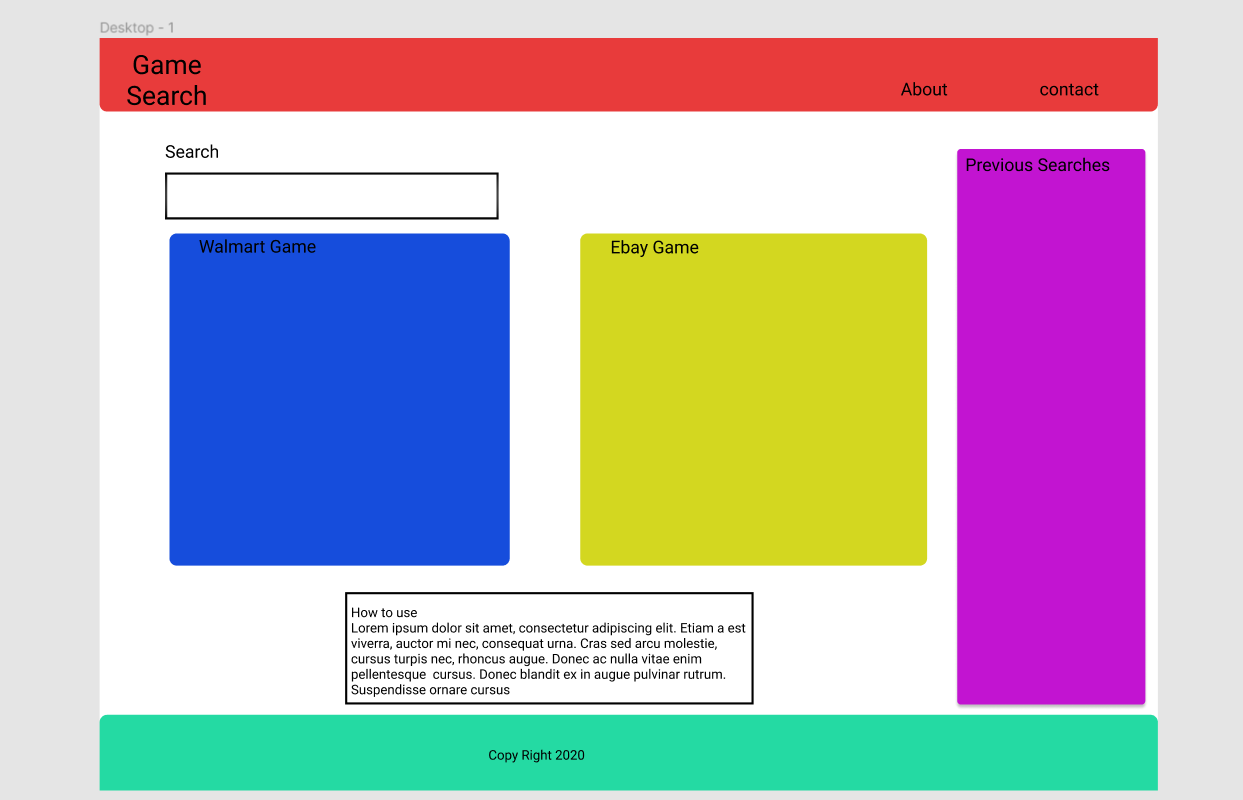 Desktop - 1
Game
Search
About
contact
Search
Previous Searches
Walmart Game
Ebay Game
How to use
Lorem ipsum dolor sit amet, consectetur adipiscing elit. Etiam a est
viverra, auctor mi nec, consequat urna. Cras sed arcu molestie,
cursus turpis nec, rhoncus augue. Donec ac nulla vitae enim
pellentesque  cursus. Donec blandit ex in augue pulvinar rutrum.
Suspendisse ornare cursus
Copy Right 2020